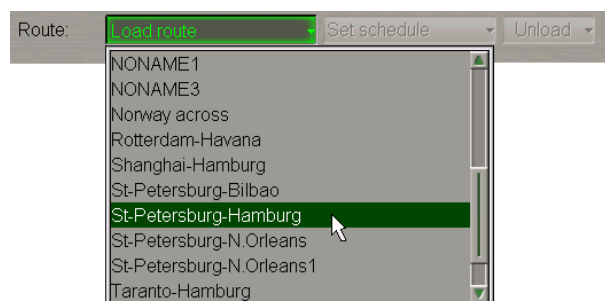 Route: Load route Set schedule Unload
NONAME1
NONAME3
Norway across
Rotterdam-Havana
Shanghai-Hamburg
St-Petersburg-Bilbao
St-Petersburg-Hamburg
St-Petersburg-N.Orleans
St-Petersburg-N.Orleans1
Taranto-Hamburg